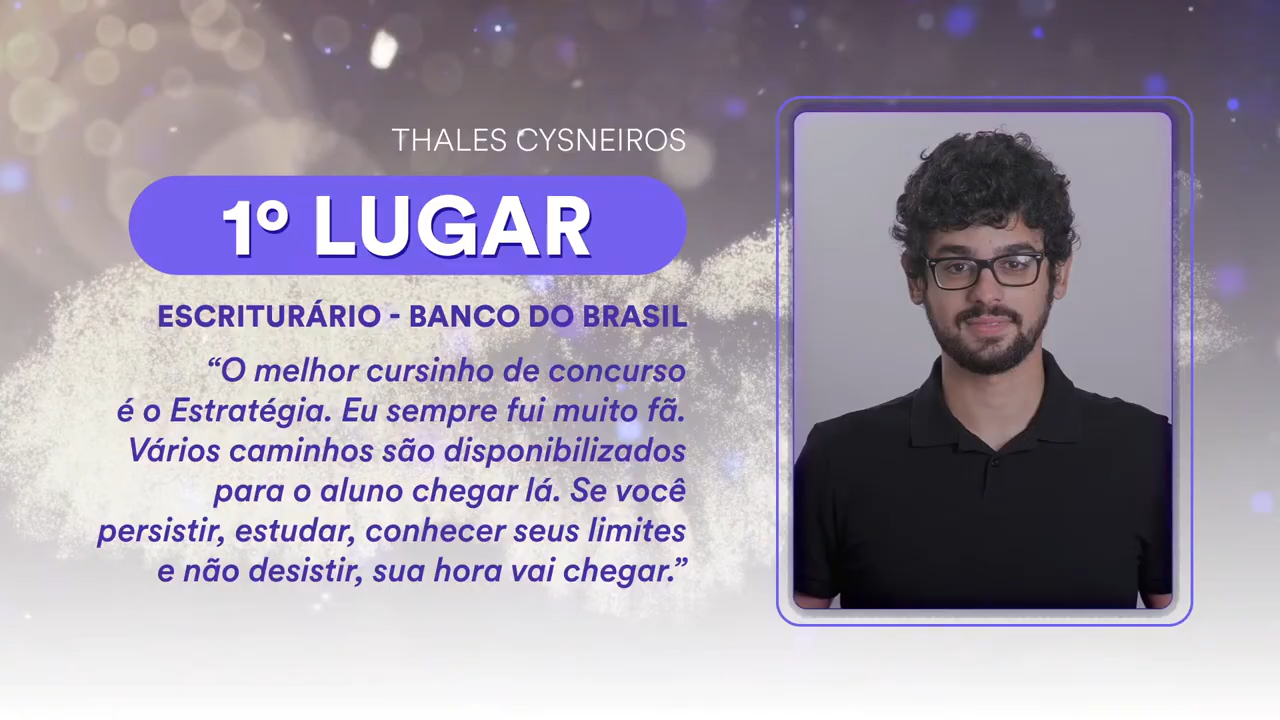 THALES CYSNEIROS
1º LUGAR
ESCRITURÁRIO - BANCO DO BRASIL
“O melhor cursinho de concurso
é o Estratégia. Eu sempre fui muito fã.
Vários caminhos são disponibilizados
para o aluno chegar lá. Se você
persistir, estudar, conhecer seus limites
e não desistir, sua hora vai chegar.”